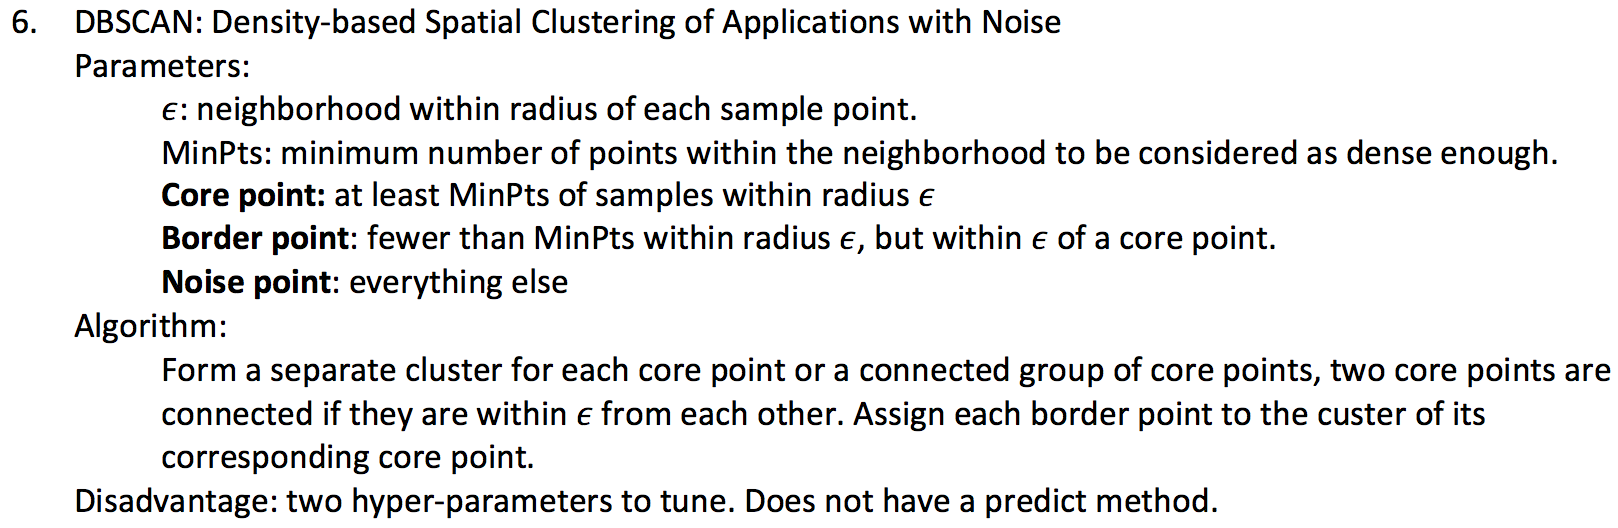 6. DBSCAN: Density-based Spatial Clustering of Applications with Noise
Parameters:
ϵ: neighborhood within radius of each sample point.
MinPts: minimum number of points within the neighborhood to be considered as dense enough.
Core point: at least MinPts of samples within radius ϵ
Border point: fewer than MinPts within radius ϵ, but within ϵ of a core point.
Noise point: everything else
Algorithm:
Form a separate cluster for each core point or a connected group of core points, two core points are
connected if they are within ϵ from each other. Assign each border point to the custer of its
corresponding core point.
Disadvantage: two hyper-parameters to tune. Does not have a predict method.